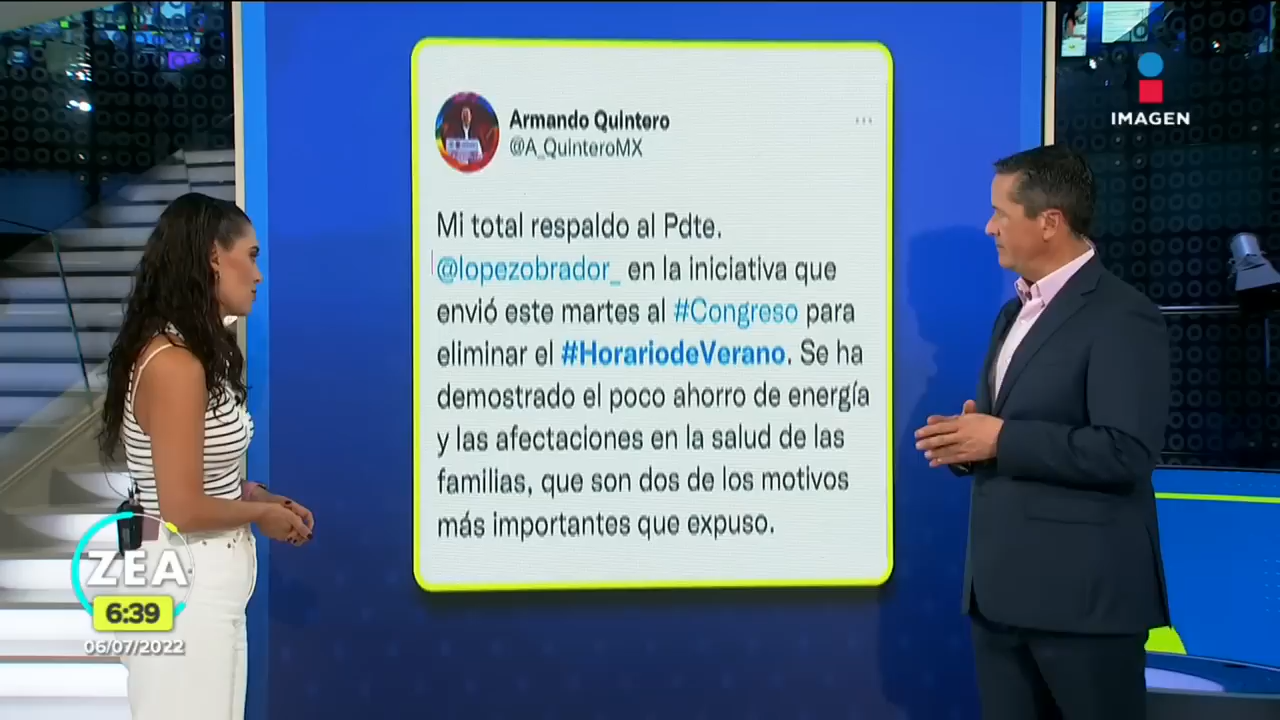 Armando Quintero
@A_QuinteroMX
Mi total respaldo al Pdte.
@lopezobrador_ en la iniciativa que
envió este martes al #Congreso para
eliminar el #HorariodeVerano. Se ha
demostrado el poco ahorro de energía
y las afectaciones en la salud de las
familias, que son dos de los motivos
más importantes que expuso.
IMAGEN
ZEA
6:39
06/07/2022